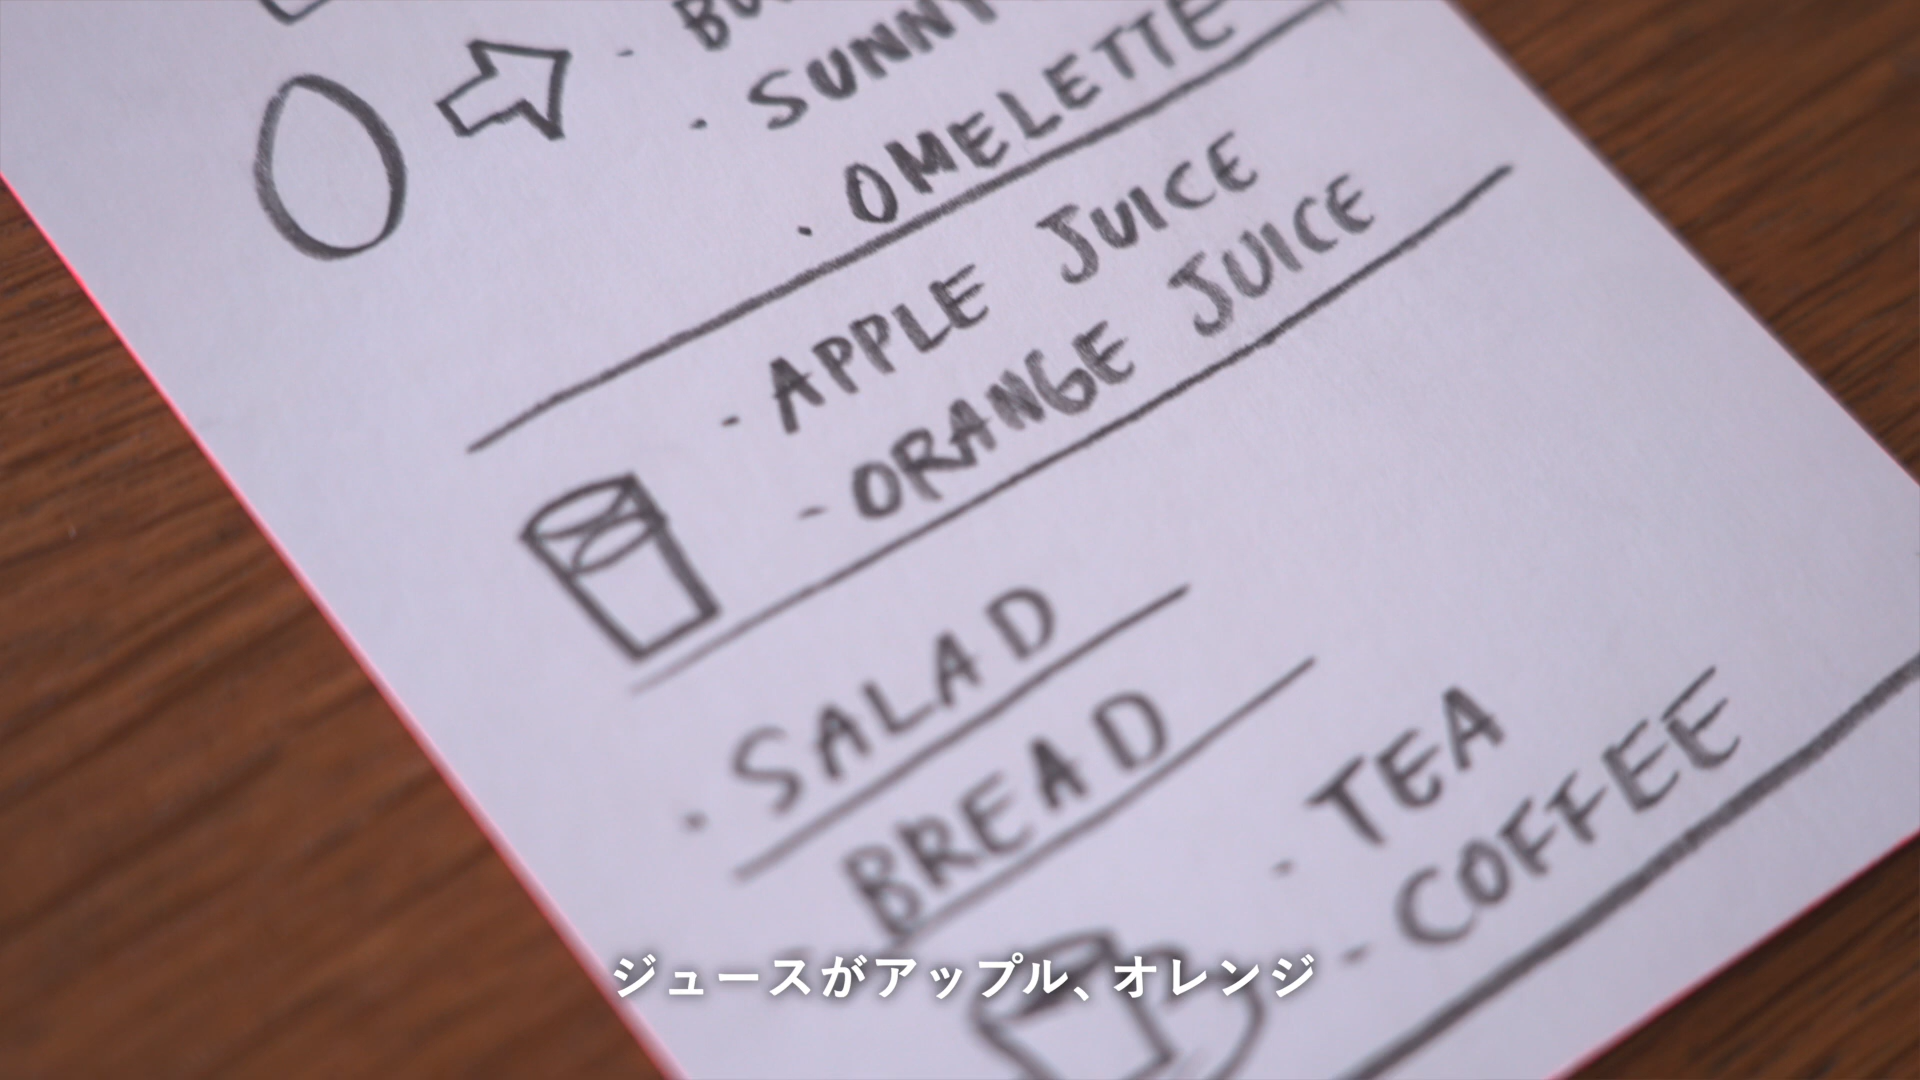 - BO
· SUNNY
· OMELETTE
- APPLE JUICE
- ORANGE JUICE
· SALAD
BREAD
- TEA
- COFFEE
ジュースがアップル、オレンジ